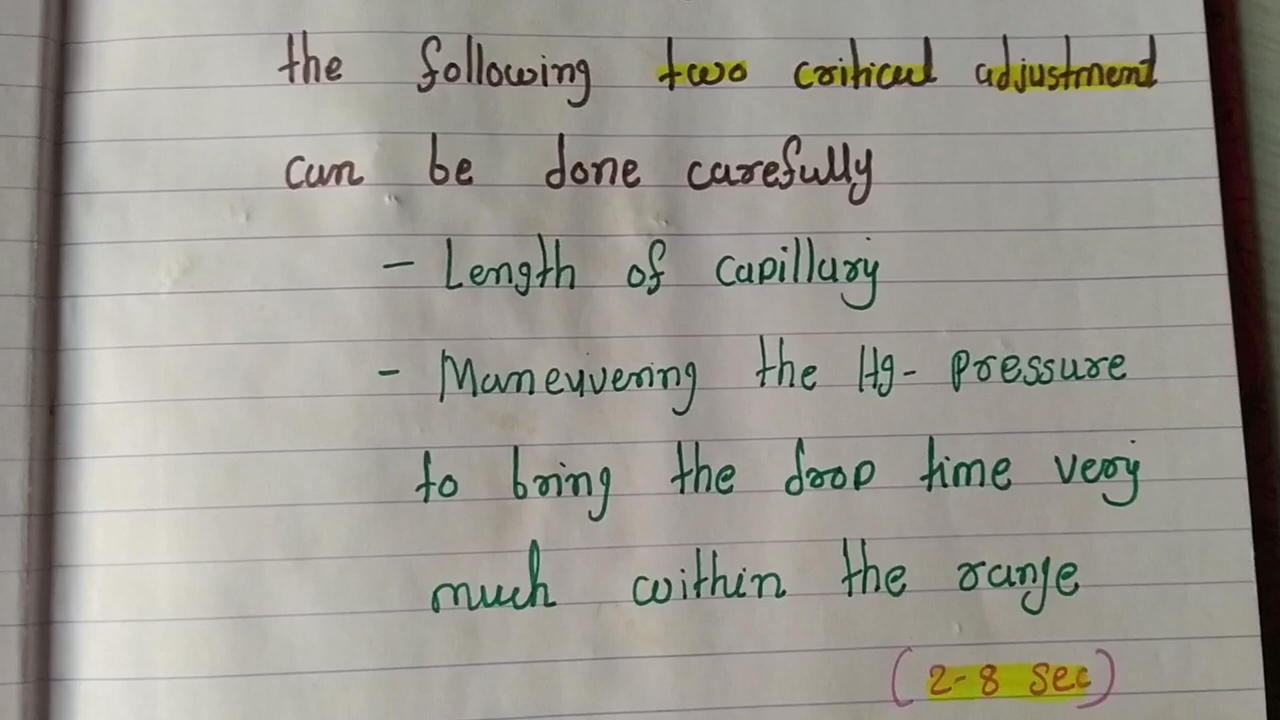 the following two critical adjustment
can be done carefully
- Length of capillary
- Maneuvering the Hg- pressure
to bring the drop time very
much within the range
(2-8 sec)